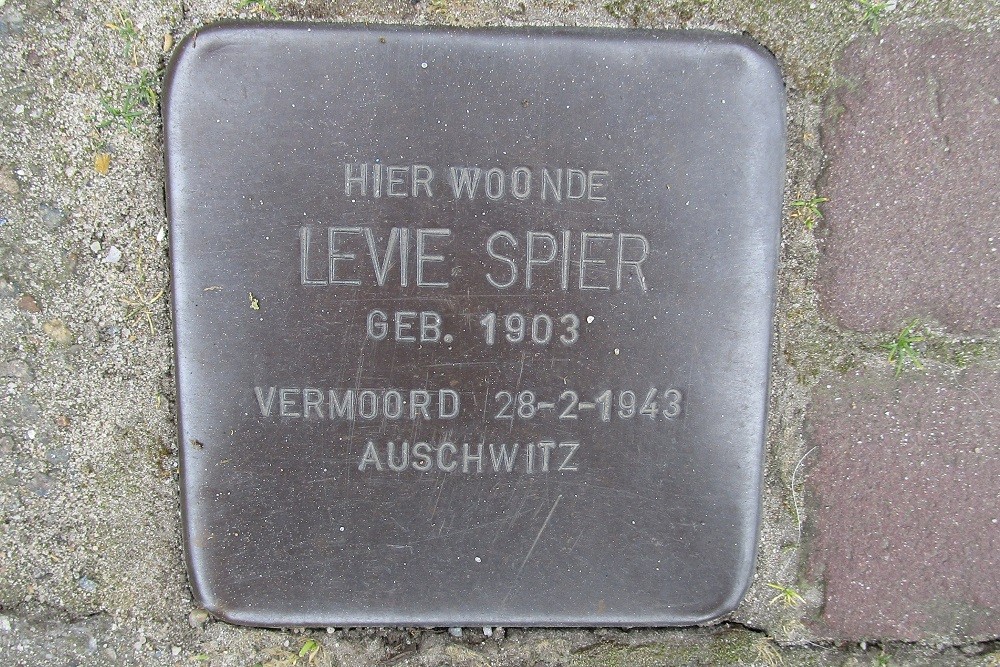 HIER WOONDE
LEVIE SPIER
GEB. 1903
VERMOORD 28-2-1943
AUSCHWITZ